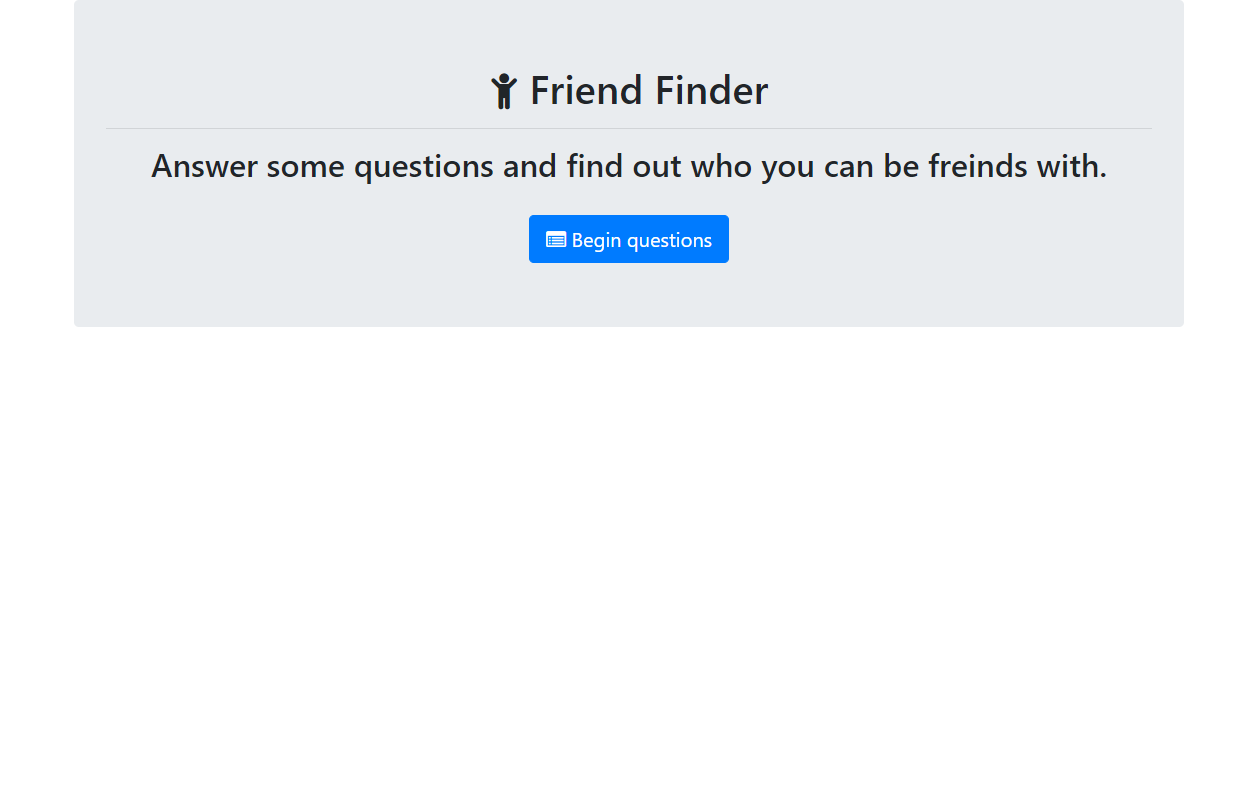 Friend Finder
Answer some questions and find out who you can be freinds with.
Begin questions